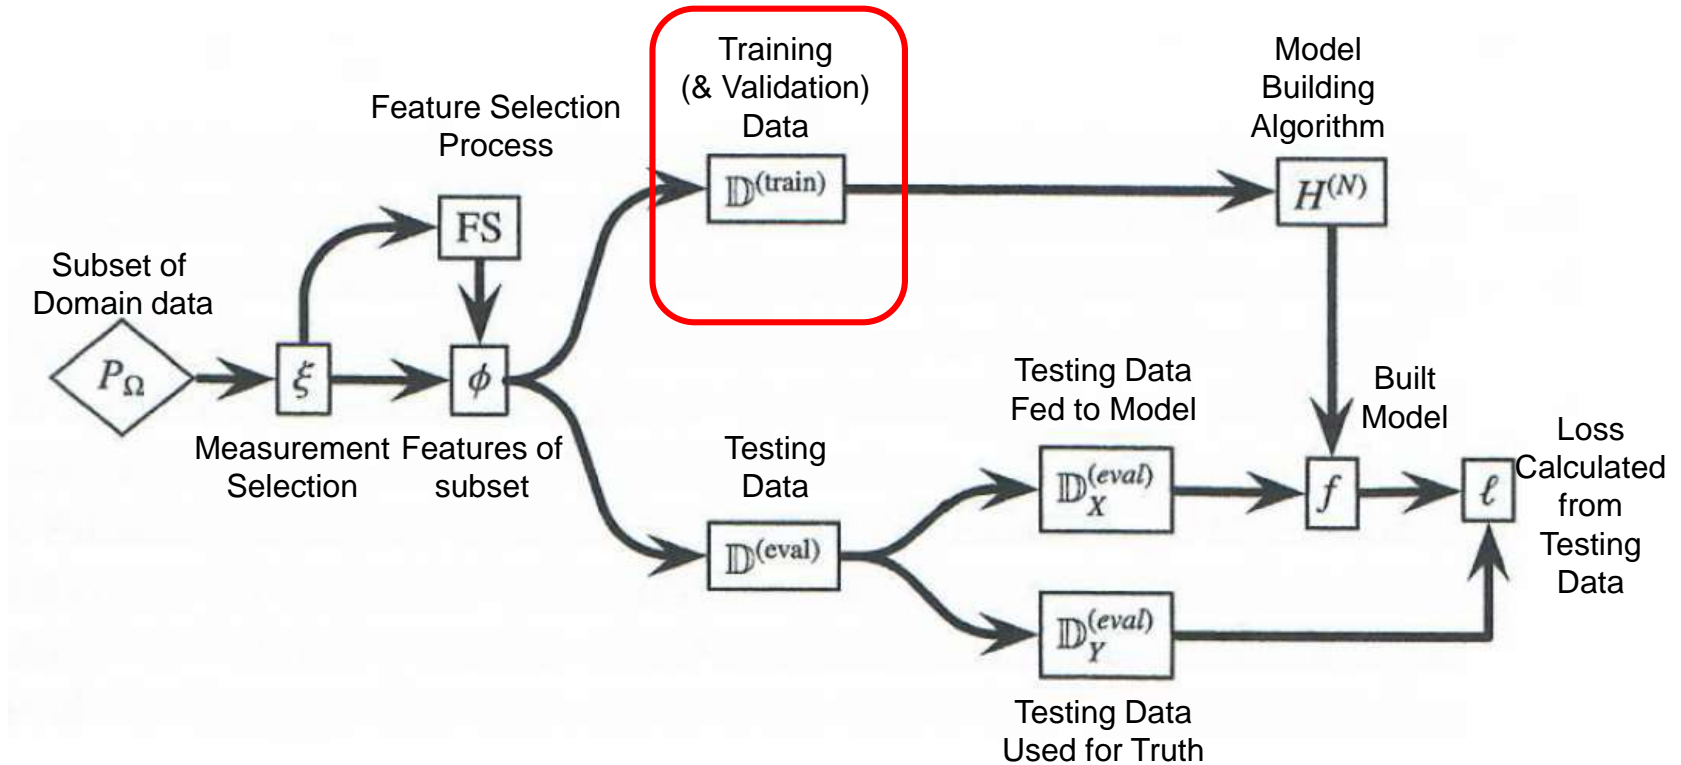 Training
(& Validation)
Data
𝔻(train)
Model
Building
Algorithm
H(N)
Feature Selection
Process
FS
Subset of
Domain data
PΩ
ξ
Measurement
Selection
ϕ
Features of
subset
Testing
Data
𝔻(eval)
Testing Data
Fed to Model
𝔻X(eval)
Built
Model
f
ℓ
Loss
Calculated
from
Testing
Data
𝔻Y(eval)
Testing Data
Used for Truth